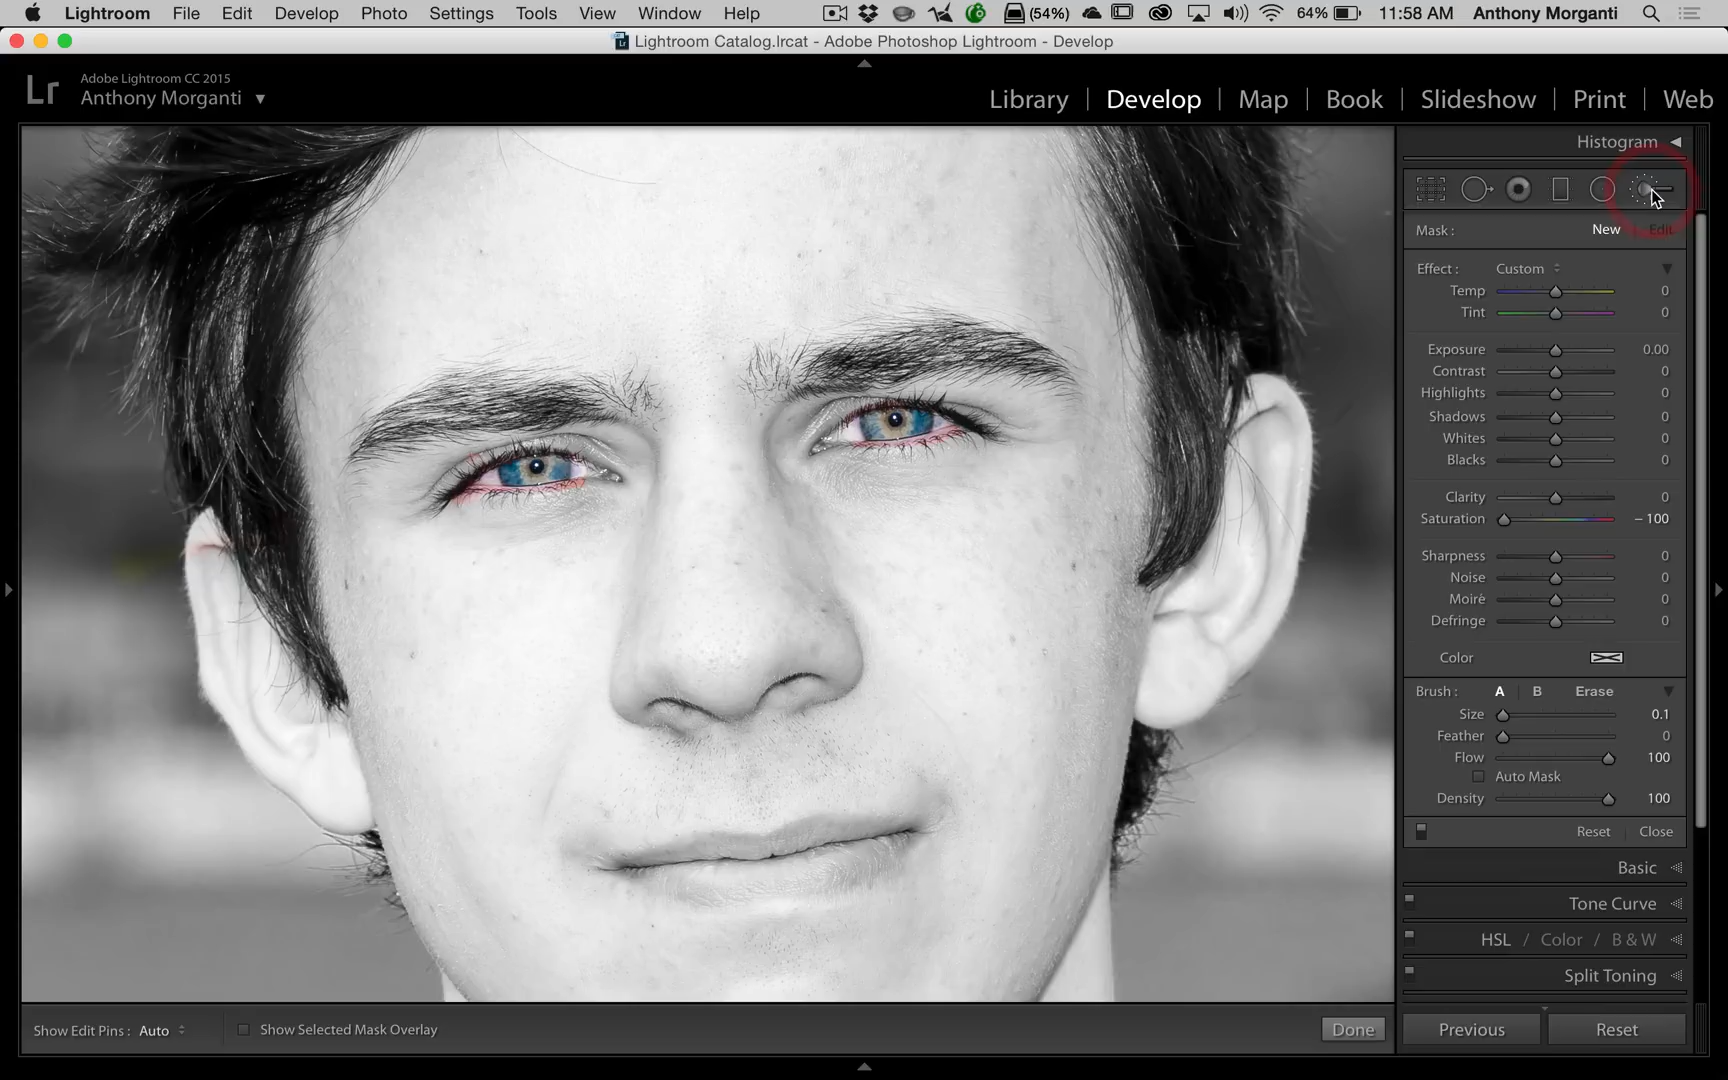 Lightroom File Edit Develop Photo Settings Tools View Window Help (54%) 64% 11:58 AM Anthony Morganti
Lr Lightroom Catalog.lrcat - Adobe Photoshop Lightroom - Develop
Lr Adobe Lightroom CC 2015
Anthony Morganti ▼
Library | Develop | Map | Book | Slideshow | Print | Web
Histogram
Mask : New Edit
Effect : Custom
Temp 0
Tint 0
Exposure 0.00
Contrast 0
Highlights 0
Shadows 0
Whites 0
Blacks 0
Clarity 0
Saturation – 100
Sharpness 0
Noise 0
Moiré 0
Defringe 0
Color
Brush : A B Erase
Size 0.1
Feather 0
Flow 100
Auto Mask
Density 100
Reset Close
Basic
Tone Curve
HSL / Color / B & W
Split Toning
Show Edit Pins : Auto Show Selected Mask Overlay Done Previous Reset